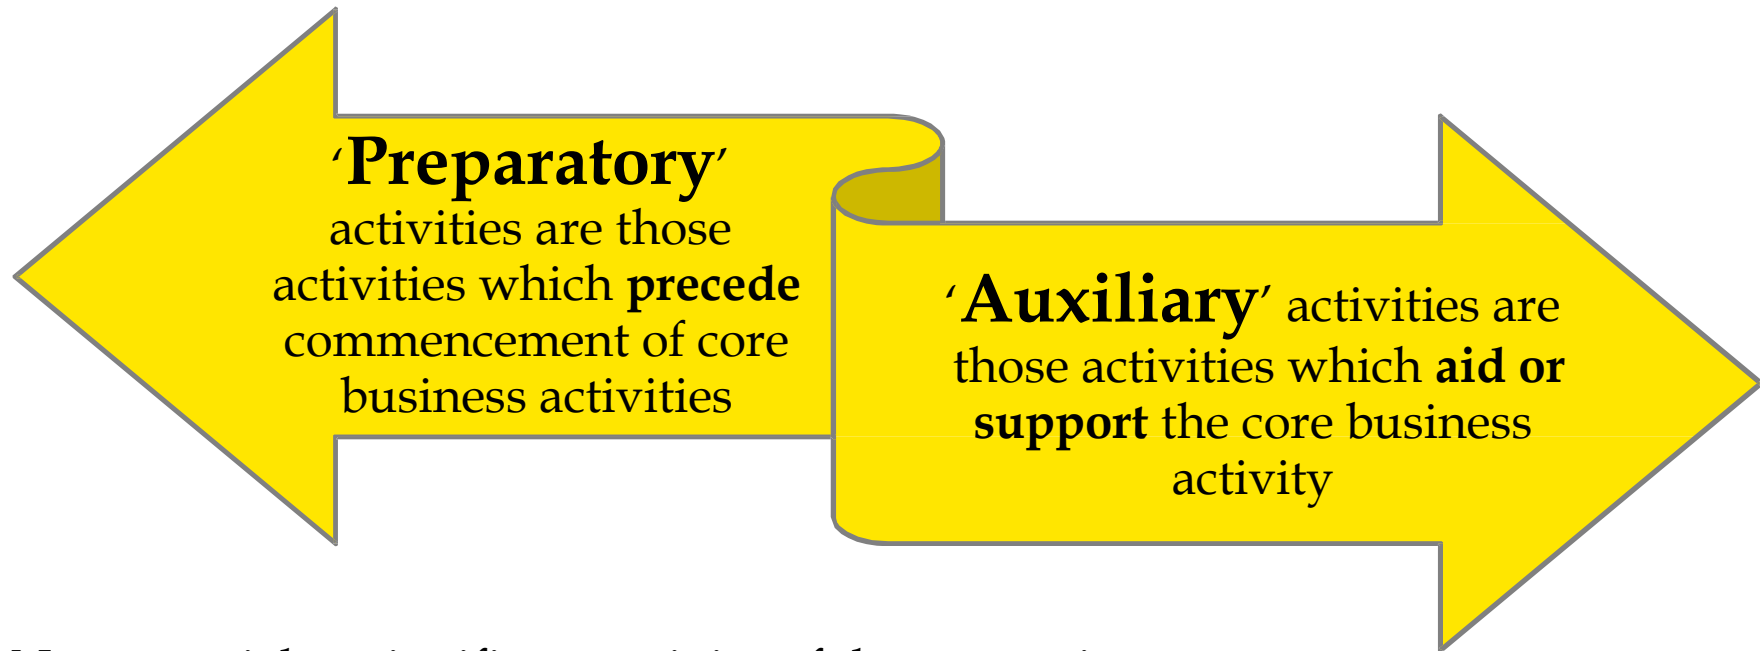 ‘Preparatory’
activities are those
activities which precede
commencement of core
business activities
‘Auxiliary’ activities are
those activities which aid or
support the core business
activity